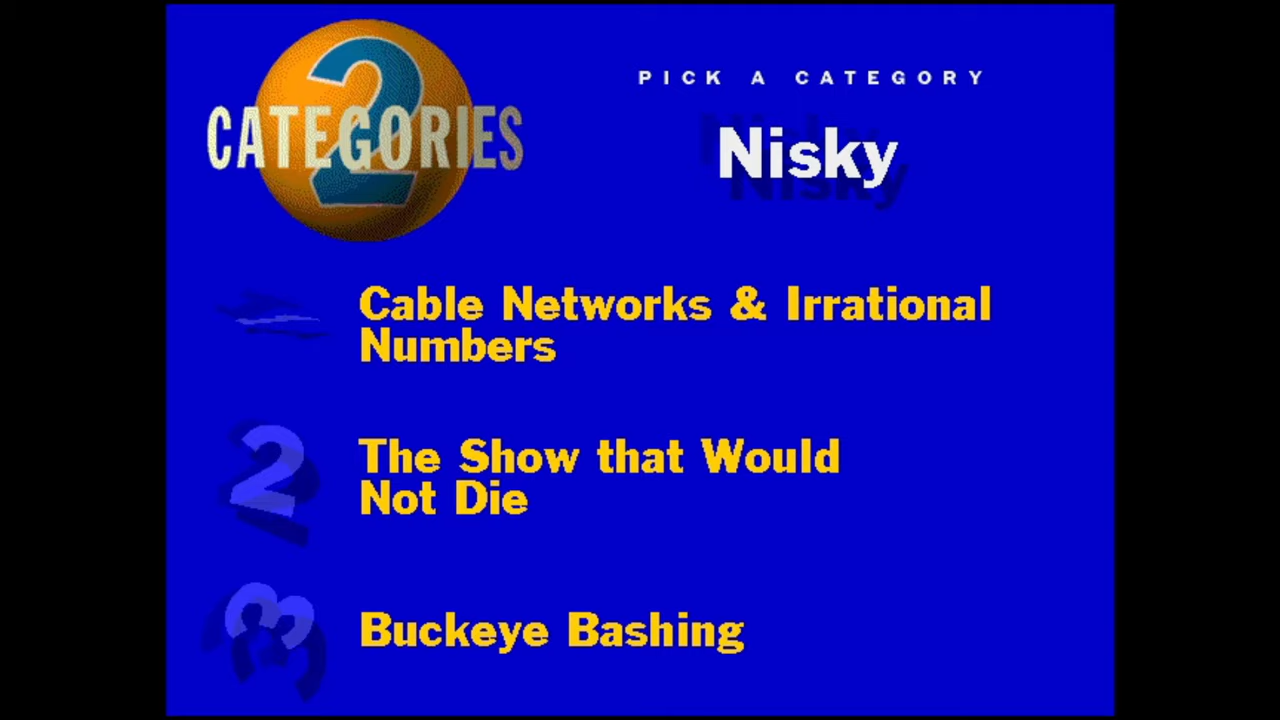 2
CATEGORIES
PICK A CATEGORY
Nisky
Cable Networks & Irrational
Numbers
2
The Show that Would
Not Die
3
Buckeye Bashing